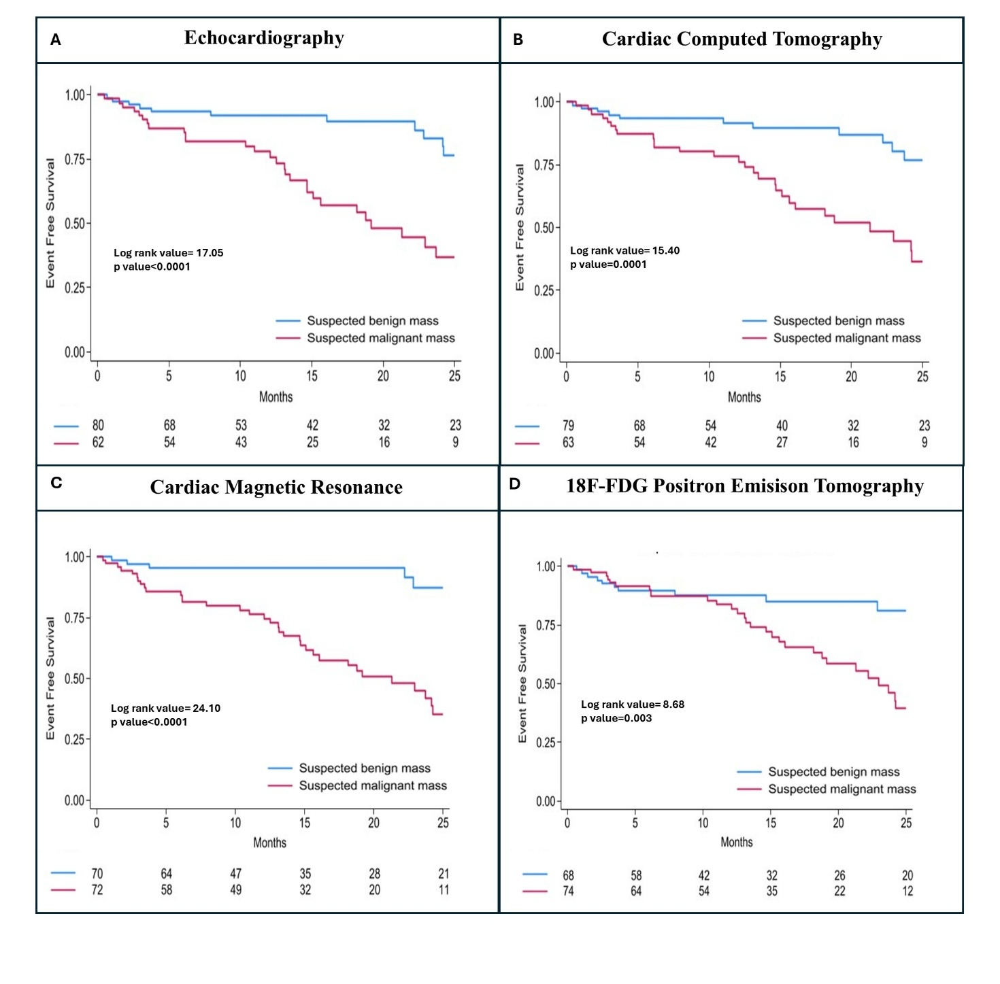 A
Echocardiography
1.00
0.75
0.50
0.25
0.00
Event Free Survival
Log rank value= 17.05
p value<0.0001
Suspected benign mass
Suspected malignant mass
0 5 10 15 20 25
Months
80 68 53 42 32 23
62 54 43 25 16 9
B
Cardiac Computed Tomography
1.00
0.75
0.50
0.25
0.00
Event Free Survival
Log rank value= 15.40
p value=0.0001
Suspected benign mass
Suspected malignant mass
0 5 10 15 20 25
Months
79 68 54 40 32 23
63 54 42 27 16 9
C
Cardiac Magnetic Resonance
1.00
0.75
0.50
0.25
0.00
Event Free Survival
Log rank value= 24.10
p value<0.0001
Suspected benign mass
Suspected malignant mass
0 5 10 15 20 25
Months
70 64 47 35 28 21
72 58 49 32 20 11
D
18F-FDG Positron Emisison Tomography
1.00
0.75
0.50
0.25
0.00
Event Free Survival
Log rank value= 8.68
p value=0.003
Suspected benign mass
Suspected malignant mass
0 5 10 15 20 25
Months
68 58 42 32 26 20
74 64 54 35 22 12